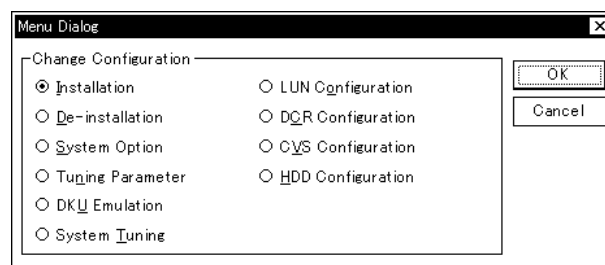 Menu Dialog
Change Configuration
Installation
De-installation
System Option
Tuning Parameter
DKU Emulation
System Tuning
LUN Configuration
DCR Configuration
CVS Configuration
HDD Configuration
OK
Cancel